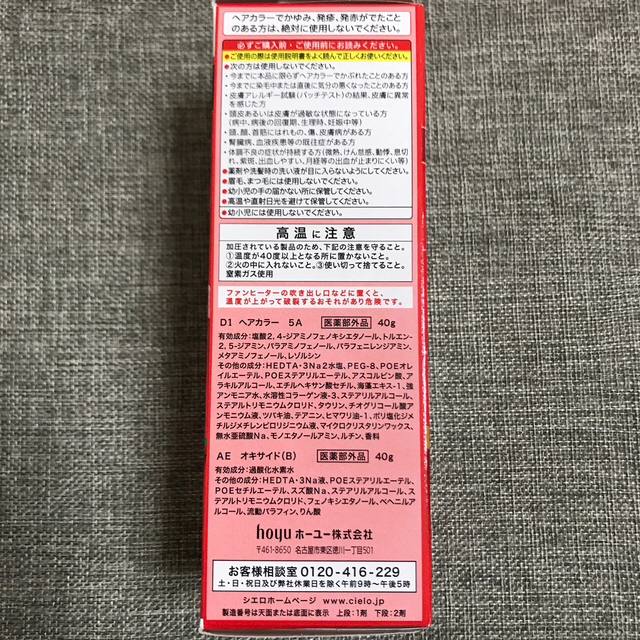 ヘアカラーでかゆみ、発疹、発赤がでたこと
のある方は、絶対に使用しないでください。
必ずご購入前・ご使用前にお読みください。
●ご使用の際は使用説明書をよく読んで正しくお使いください。
●次の方は使用しないでください。
・今までに本品に限らずヘアカラーでかぶれたことのある方
・今までに染毛中または直後に気分の悪くなったことのある方
・皮膚アレルギー試験(パッチテスト)の結果、皮膚に異常
を感じた方
・頭皮あるいは皮膚が過敏な状態になっている方
(病中、病後の回復期、生理時、妊娠中等)
・頭、顔、首筋にはれもの、傷、皮膚病がある方
・腎臓病、血液疾患等の既往症がある方
・体調不良の症状が持続する方(微熱、けん怠感、動悸、息切
れ、紫斑、出血しやすい、月経等の出血が止まりにくい等)
●薬剤や洗髪時の洗い液が目に入らないようにしてください。
●眉毛、まつ毛には使用しないでください。
●幼小児の手の届かない所に保管してください。
●高温や直射日光を避けて保管してください。
●幼小児には使用しないでください。
高温に注意
加圧されている製品のため、下記の注意を守ること。
①温度が40度以上となる所に置かないこと。
②火の中に入れないこと。③使い切って捨てること。
窒素ガス使用
ファンヒーターの吹き出し口などに置くと、
温度が上がって破裂するおそれがあり危険です。
D1 ヘアカラー 5A 医薬部外品 40g
有効成分：塩酸2, 4-ジアミノフェノキシエタノール、トルエン-
2, 5-ジアミン、パラアミノフェノール、パラフェニレンジアミン、
メタアミノフェノール、レゾルシン
その他の成分：HEDTA・3Na2水塩、PEG-8、POEオ
レイルエーテル、POEステアリルエーテル、アスコルビン酸、ア
ラキルアルコール、エチルヘキサン酸セチル、海藻エキス-1、強
アンモニア水、水溶性コラーゲン液-3、ステアリルアルコール、
ステアルトリモニウムクロリド、タウリン、チオグリコール酸アン
モニウム液、ツバキ油、テアニン、ヒマワリ油-1、ポリ塩化ジメ
チルジメチレンピロリジニウム液、マイクロクリスタリンワックス、
無水亜硫酸Na、モノエタノールアミン、ルチン、香料
AE オキサイド(B) 医薬部外品 40g
有効成分：過酸化水素水
その他の成分：HEDTA・3Na液、POEステアリルエーテル、
POEセチルエーテル、スズ酸Na、ステアリルアルコール、ス
テアルトリモニウムクロリド、フェノキシエタノール、ベヘニルア
ルコール、流動パラフィン、りん酸
hoyu ホーユー株式会社
〒461-8650 名古屋市東区徳川一丁目501
お客様相談室 0120-416-229
土・日・祝日及び弊社休業日を除く午前9時〜午後5時
シエロホームページ www.cielo.jp
製造番号は天面または底面に表示 上段：1剤 下段：2剤